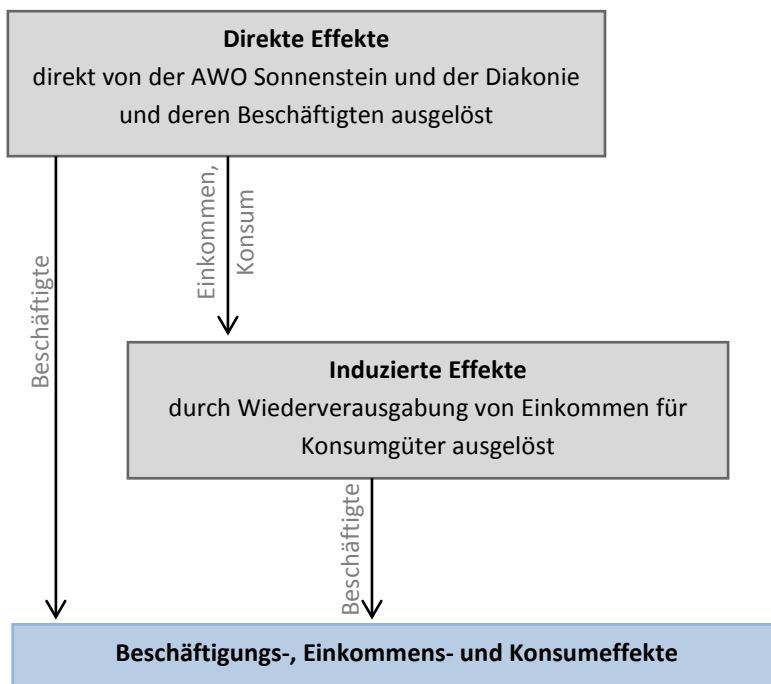 Direkte Effekte
direkt von der AWO Sonnenstein und der Diakonie
und deren Beschäftigten ausgelöst
Beschäftigte
Einkommen,
Konsum
Induzierte Effekte
durch Wiederverausgabung von Einkommen für
Konsumgüter ausgelöst
Beschäftigte
Beschäftigungs-, Einkommens- und Konsumeffekte